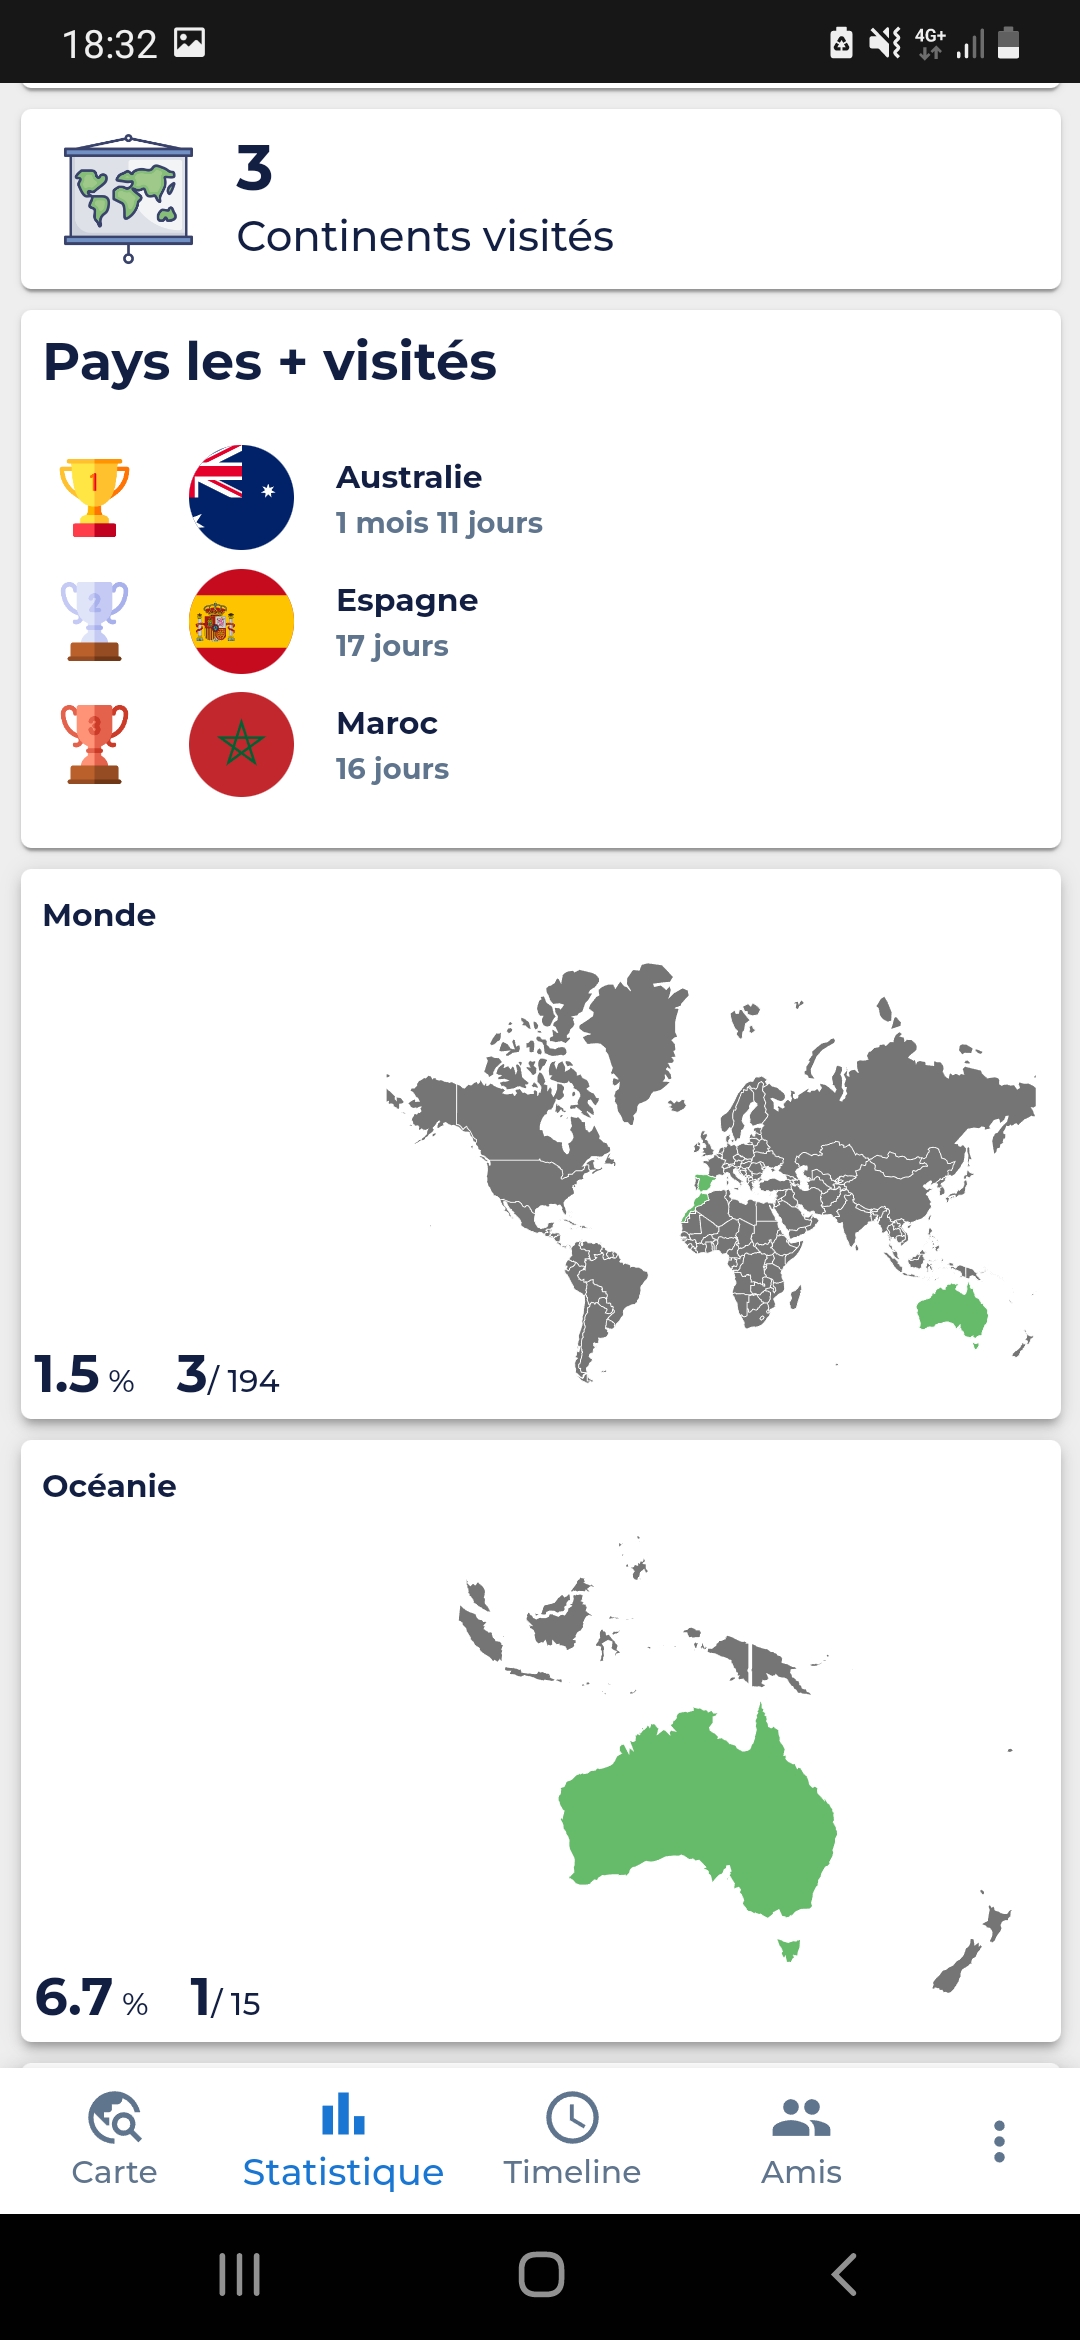 18:32
4G+
3
Continents visités
Pays les + visités
1
Australie
1 mois 11 jours
2
Espagne
17 jours
3
Maroc
16 jours
Monde
1.5 % 3/ 194
Océanie
6.7 % 1/ 15
Carte
Statistique
Timeline
Amis